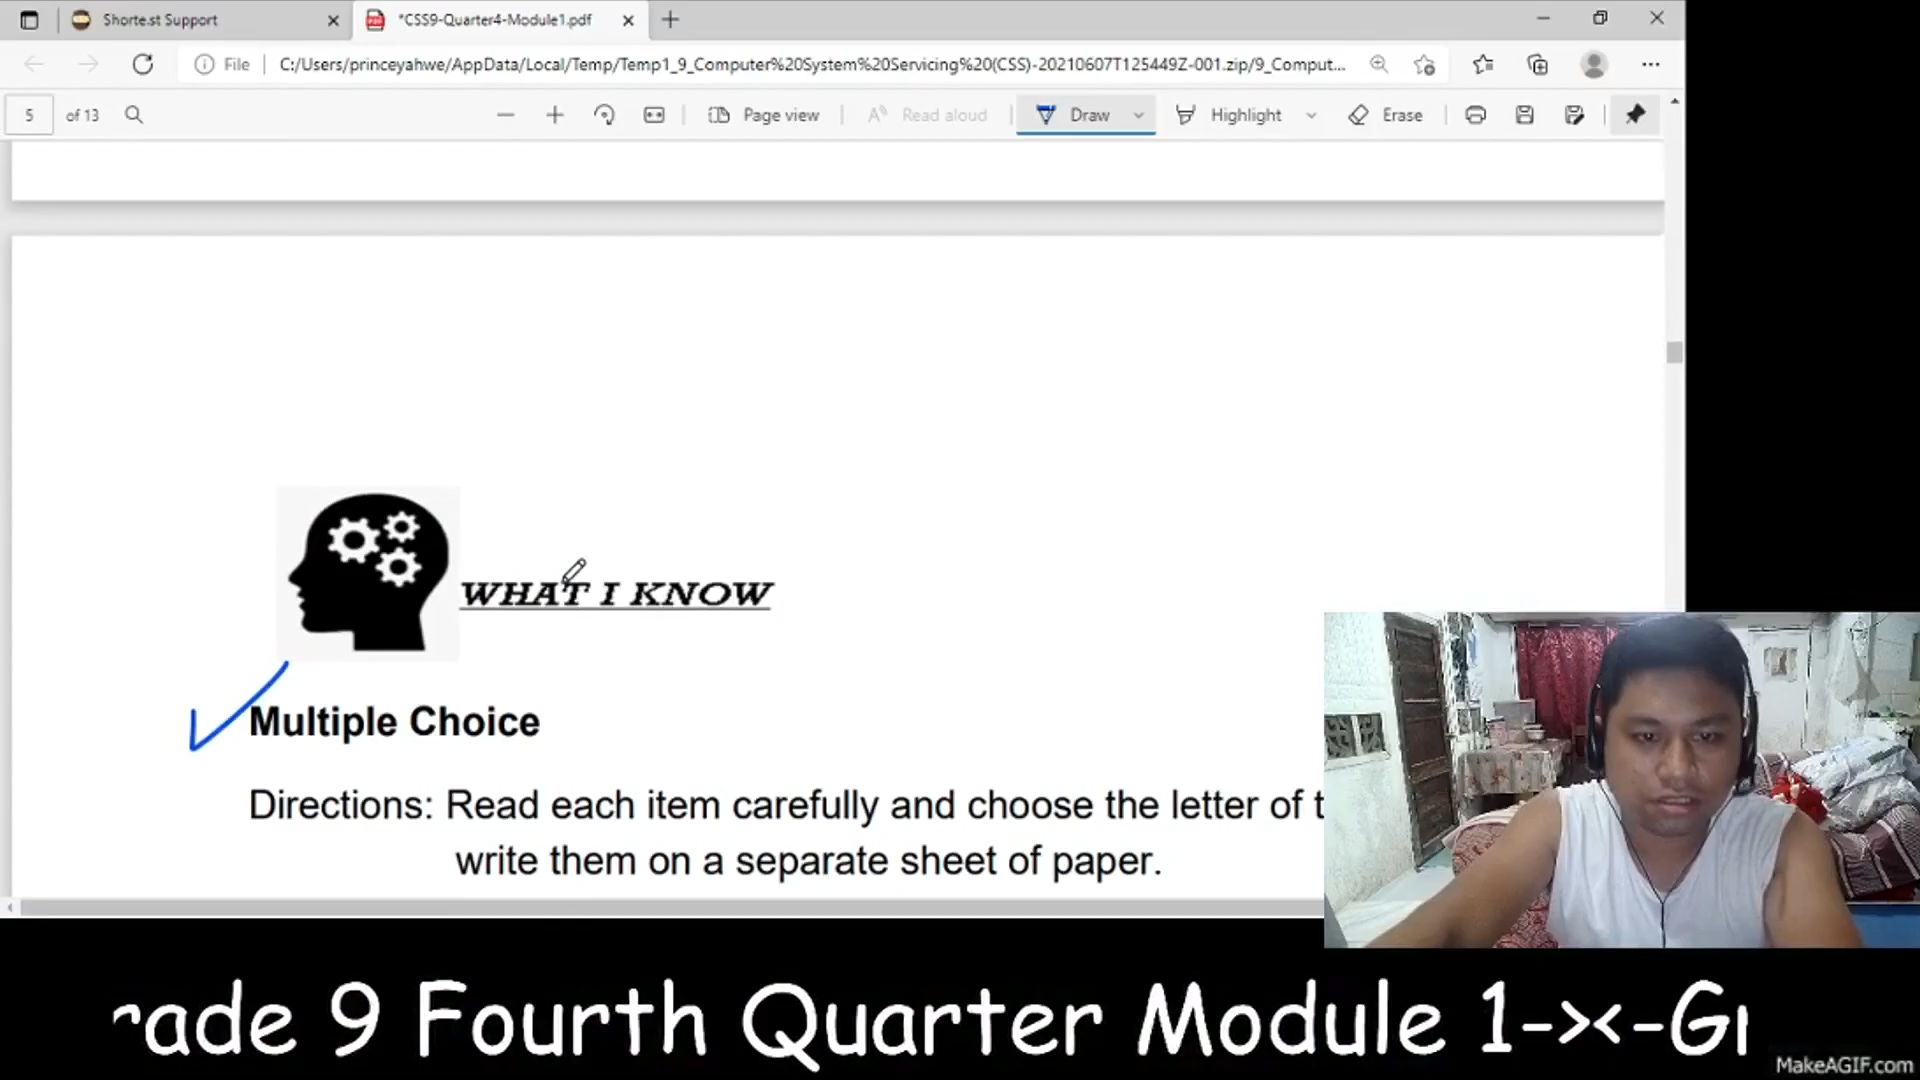 Shorte.st Support
*CSS9-Quarter4-Module1.pdf
File
C:/Users/princeyahwe/AppData/Local/Temp/Temp1_9_Computer%20System%20Servicing%20(CSS)-20210607T125449Z-001.zip/9_Comput...
5 of 13
Page view
Read aloud
Draw
Highlight
Erase
WHAT I KNOW
Multiple Choice
Directions: Read each item carefully and choose the letter of t
write them on a separate sheet of paper.
rade 9 Fourth Quarter Module 1-x-Gr
MakeAGIF.com